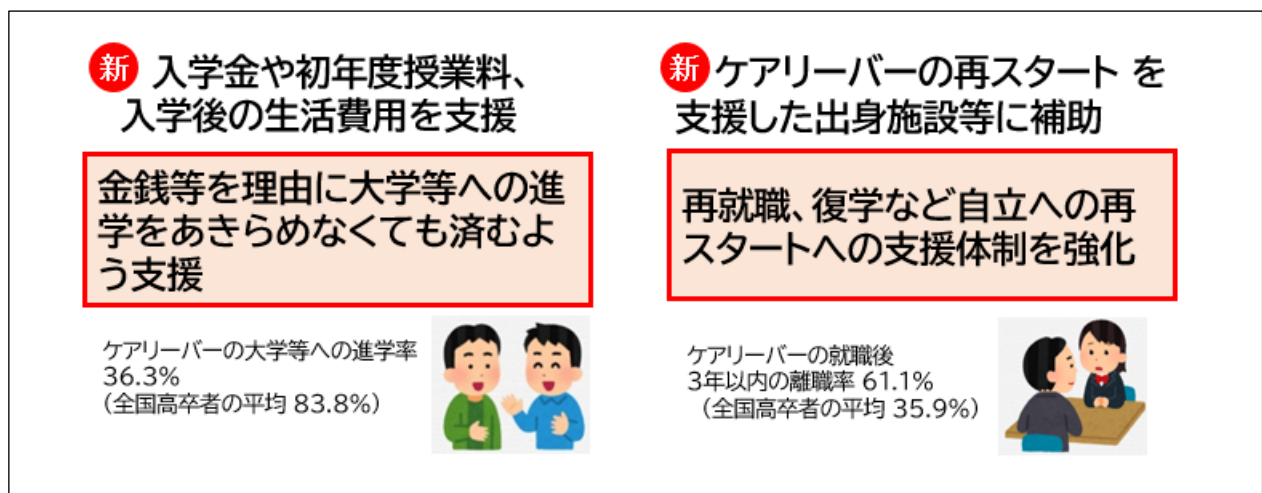 新 入学金や初年度授業料、
入学後の生活費用を支援
金銭等を理由に大学等への進
学をあきらめなくても済むよ
う支援
ケアリーバーの大学等への進学率
36.3%
(全国高卒者の平均 83.8%)
新 ケアリーバーの再スタート を
支援した出身施設等に補助
再就職、復学など自立への再
スタートへの支援体制を強化
ケアリーバーの就職後
3年以内の離職率 61.1%
(全国高卒者の平均 35.9%)